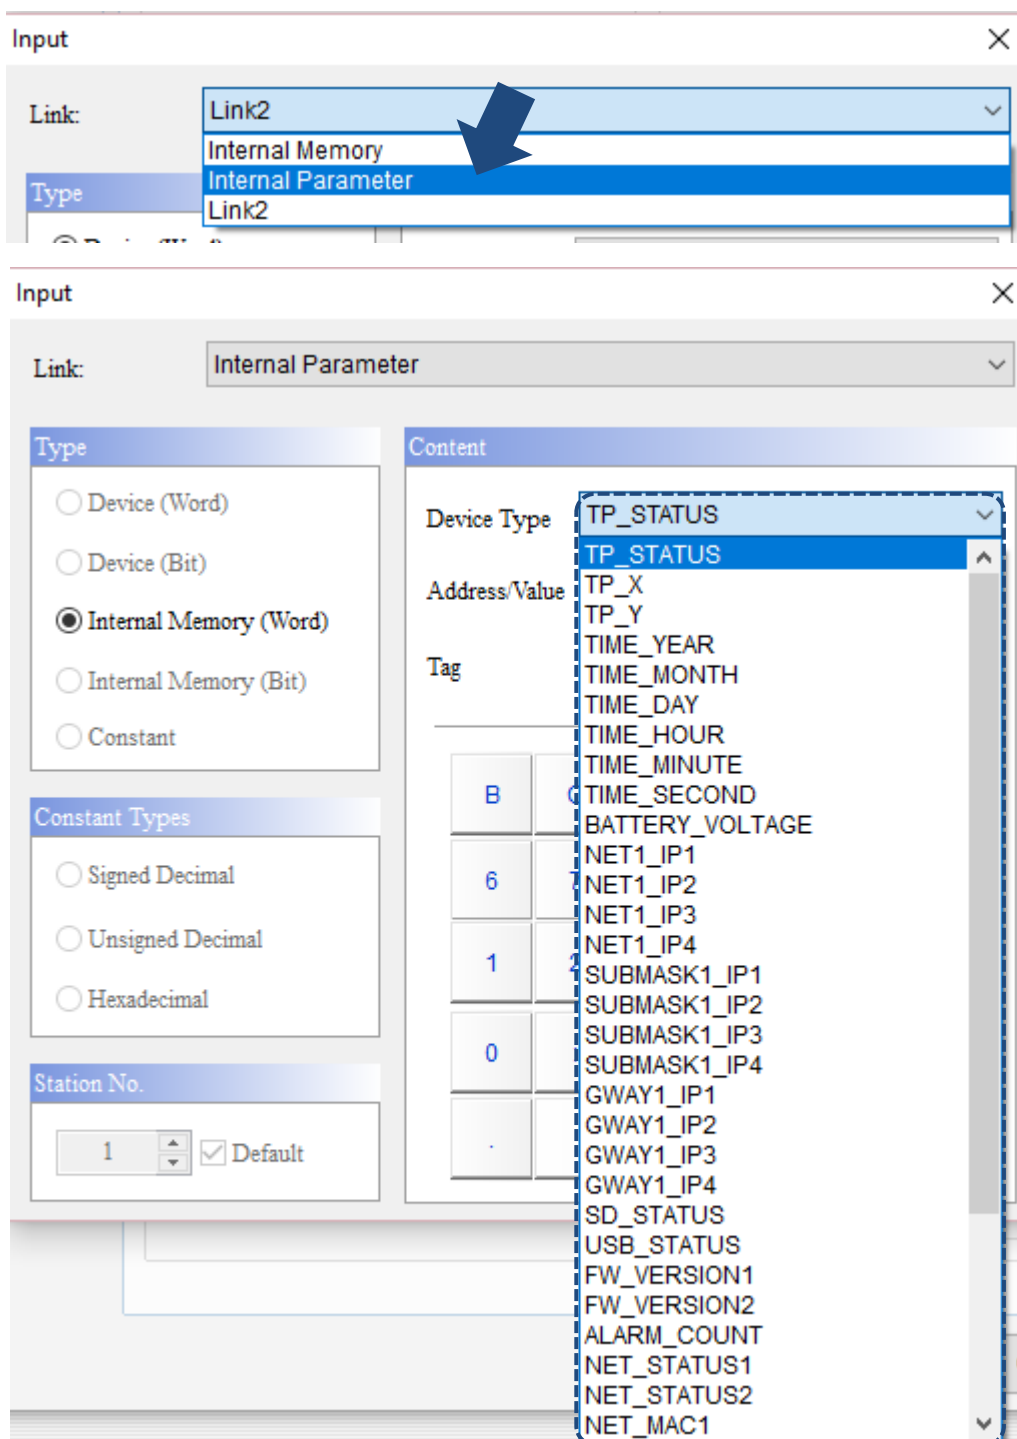 Input
Link:
Link2
Internal Memory
Internal Parameter
Link2
Type
Input
Link:
Internal Parameter
Type
Device (Word)
Device (Bit)
Internal Memory (Word)
Internal Memory (Bit)
Constant
Constant Types
Signed Decimal
Unsigned Decimal
Hexadecimal
Station No.
1
Default
Content
Device Type
TP_STATUS
Address/Value
Tag
B
6
1
2
0
.
TP_STATUS
TP_X
TP_Y
TIME_YEAR
TIME_MONTH
TIME_DAY
TIME_HOUR
TIME_MINUTE
TIME_SECOND
BATTERY_VOLTAGE
NET1_IP1
NET1_IP2
NET1_IP3
NET1_IP4
SUBMASK1_IP1
SUBMASK1_IP2
SUBMASK1_IP3
SUBMASK1_IP4
GWAY1_IP1
GWAY1_IP2
GWAY1_IP3
GWAY1_IP4
SD_STATUS
USB_STATUS
FW_VERSION1
FW_VERSION2
ALARM_COUNT
NET_STATUS1
NET_STATUS2
NET_MAC1